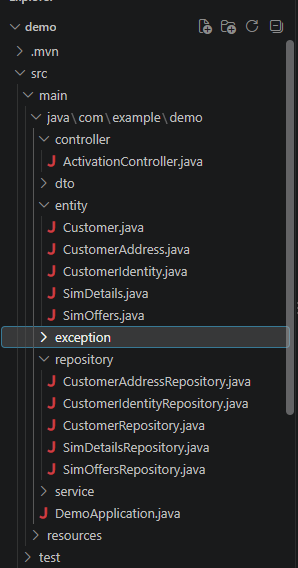 demo
.mvn
src
main
java\com\example\demo
controller
J ActivationController.java
dto
entity
J Customer.java
J CustomerAddress.java
J CustomerIdentity.java
J SimDetails.java
J SimOffers.java
exception
repository
J CustomerAddressRepository.java
J CustomerIdentityRepository.java
J CustomerRepository.java
J SimDetailsRepository.java
J SimOffersRepository.java
service
J DemoApplication.java
resources
test